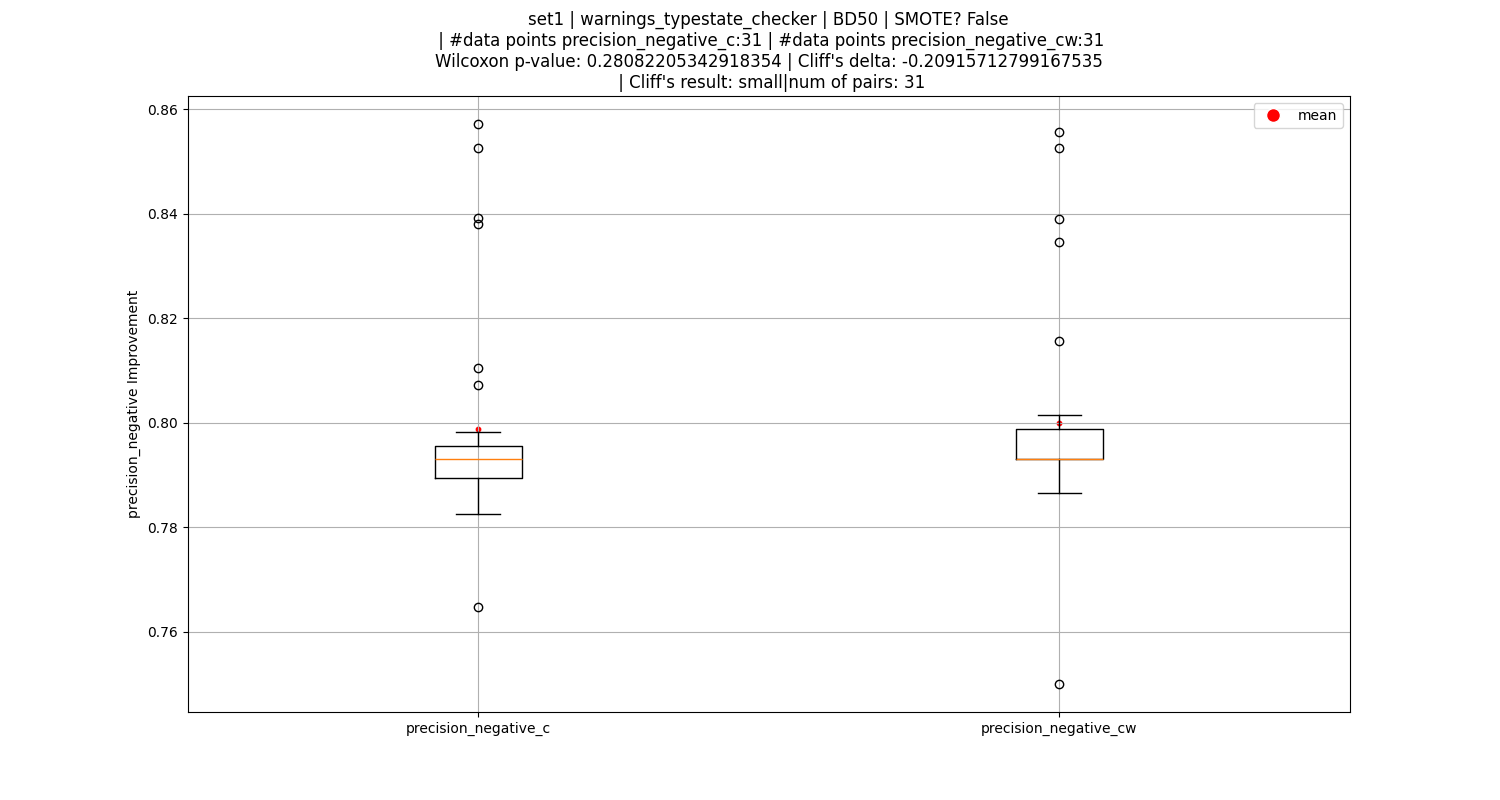 set1 | warnings_typestate_checker | BD50 | SMOTE? False
| #data points precision_negative_c:31 | #data points precision_negative_cw:31
Wilcoxon p-value: 0.28082205342918354 | Cliff's delta: -0.20915712799167535
| Cliff's result: small|num of pairs: 31
mean
0.86
0.84
0.82
0.80
0.78
0.76
precision_negative Improvement
precision_negative_c
precision_negative_cw